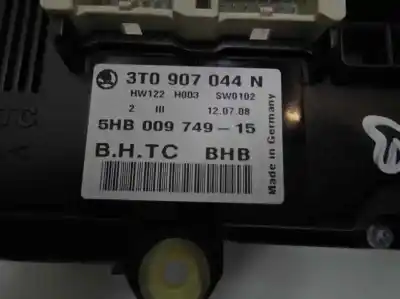 3T0 907 044 N
HW122 H003 SW0102
2 III 12.07.08
5HB 009 749-15
B.H.TC BHB
Made in Germany
TC